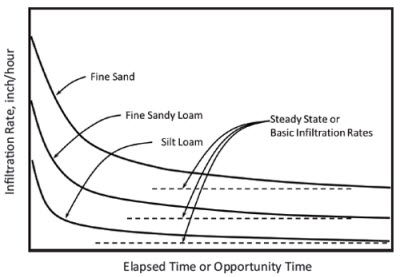 Fine Sand
Fine Sandy Loam
Silt Loam
Steady State or
Basic Infiltration Rates
Infiltration Rate, inch/hour
Elapsed Time or Opportunity Time